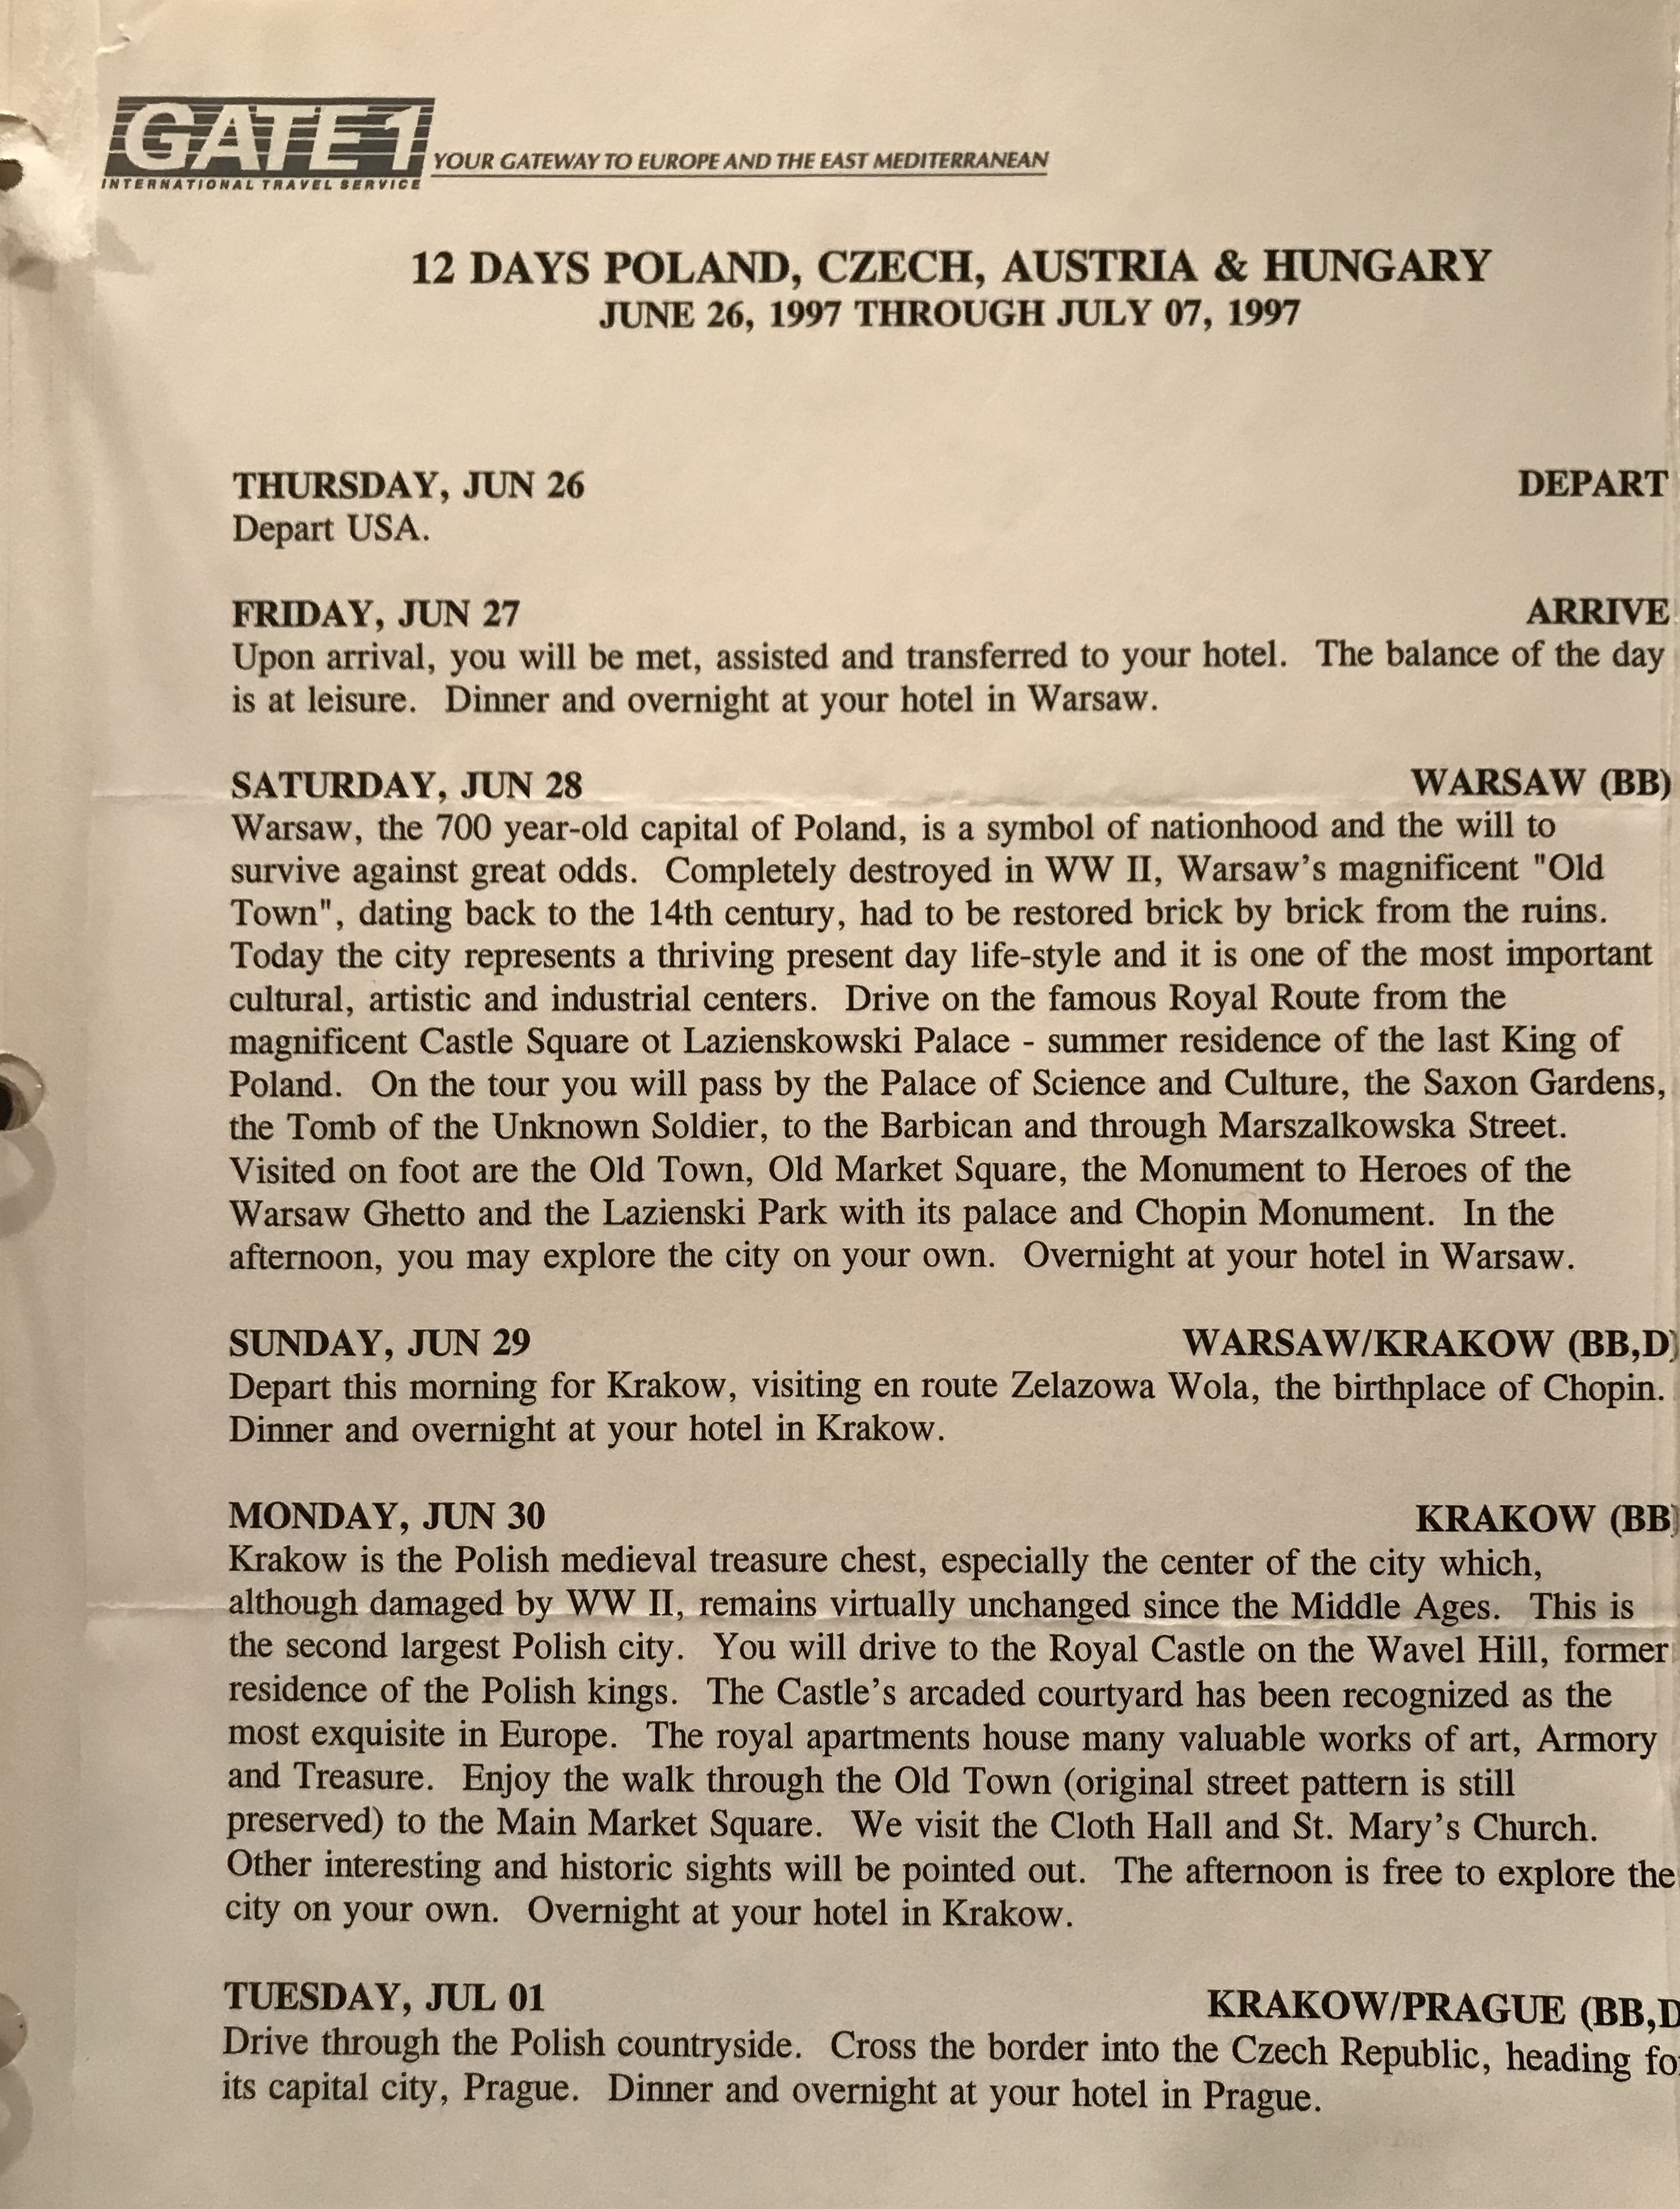 GATE 1
INTERNATIONAL TRAVEL SERVICE
YOUR GATEWAY TO EUROPE AND THE EAST MEDITERRANEAN
12 DAYS POLAND, CZECH, AUSTRIA & HUNGARY
JUNE 26, 1997 THROUGH JULY 07, 1997
THURSDAY, JUN 26 DEPART
Depart USA.
FRIDAY, JUN 27 ARRIVE
Upon arrival, you will be met, assisted and transferred to your hotel. The balance of the day
is at leisure. Dinner and overnight at your hotel in Warsaw.
SATURDAY, JUN 28 WARSAW (BB)
Warsaw, the 700 year-old capital of Poland, is a symbol of nationhood and the will to
survive against great odds. Completely destroyed in WW II, Warsaw's magnificent "Old
Town", dating back to the 14th century, had to be restored brick by brick from the ruins.
Today the city represents a thriving present day life-style and it is one of the most important
cultural, artistic and industrial centers. Drive on the famous Royal Route from the
magnificent Castle Square ot Lazienskowski Palace - summer residence of the last King of
Poland. On the tour you will pass by the Palace of Science and Culture, the Saxon Gardens,
the Tomb of the Unknown Soldier, to the Barbican and through Marszalkowska Street.
Visited on foot are the Old Town, Old Market Square, the Monument to Heroes of the
Warsaw Ghetto and the Lazienski Park with its palace and Chopin Monument. In the
afternoon, you may explore the city on your own. Overnight at your hotel in Warsaw.
SUNDAY, JUN 29 WARSAW/KRAKOW (BB,D)
Depart this morning for Krakow, visiting en route Zelazowa Wola, the birthplace of Chopin.
Dinner and overnight at your hotel in Krakow.
MONDAY, JUN 30 KRAKOW (BB)
Krakow is the Polish medieval treasure chest, especially the center of the city which,
although damaged by WW II, remains virtually unchanged since the Middle Ages. This is
the second largest Polish city. You will drive to the Royal Castle on the Wavel Hill, former
residence of the Polish kings. The Castle's arcaded courtyard has been recognized as the
most exquisite in Europe. The royal apartments house many valuable works of art, Armory
and Treasure. Enjoy the walk through the Old Town (original street pattern is still
preserved) to the Main Market Square. We visit the Cloth Hall and St. Mary's Church.
Other interesting and historic sights will be pointed out. The afternoon is free to explore the
city on your own. Overnight at your hotel in Krakow.
TUESDAY, JUL 01 KRAKOW/PRAGUE (BB,D
Drive through the Polish countryside. Cross the border into the Czech Republic, heading fo
its capital city, Prague. Dinner and overnight at your hotel in Prague.